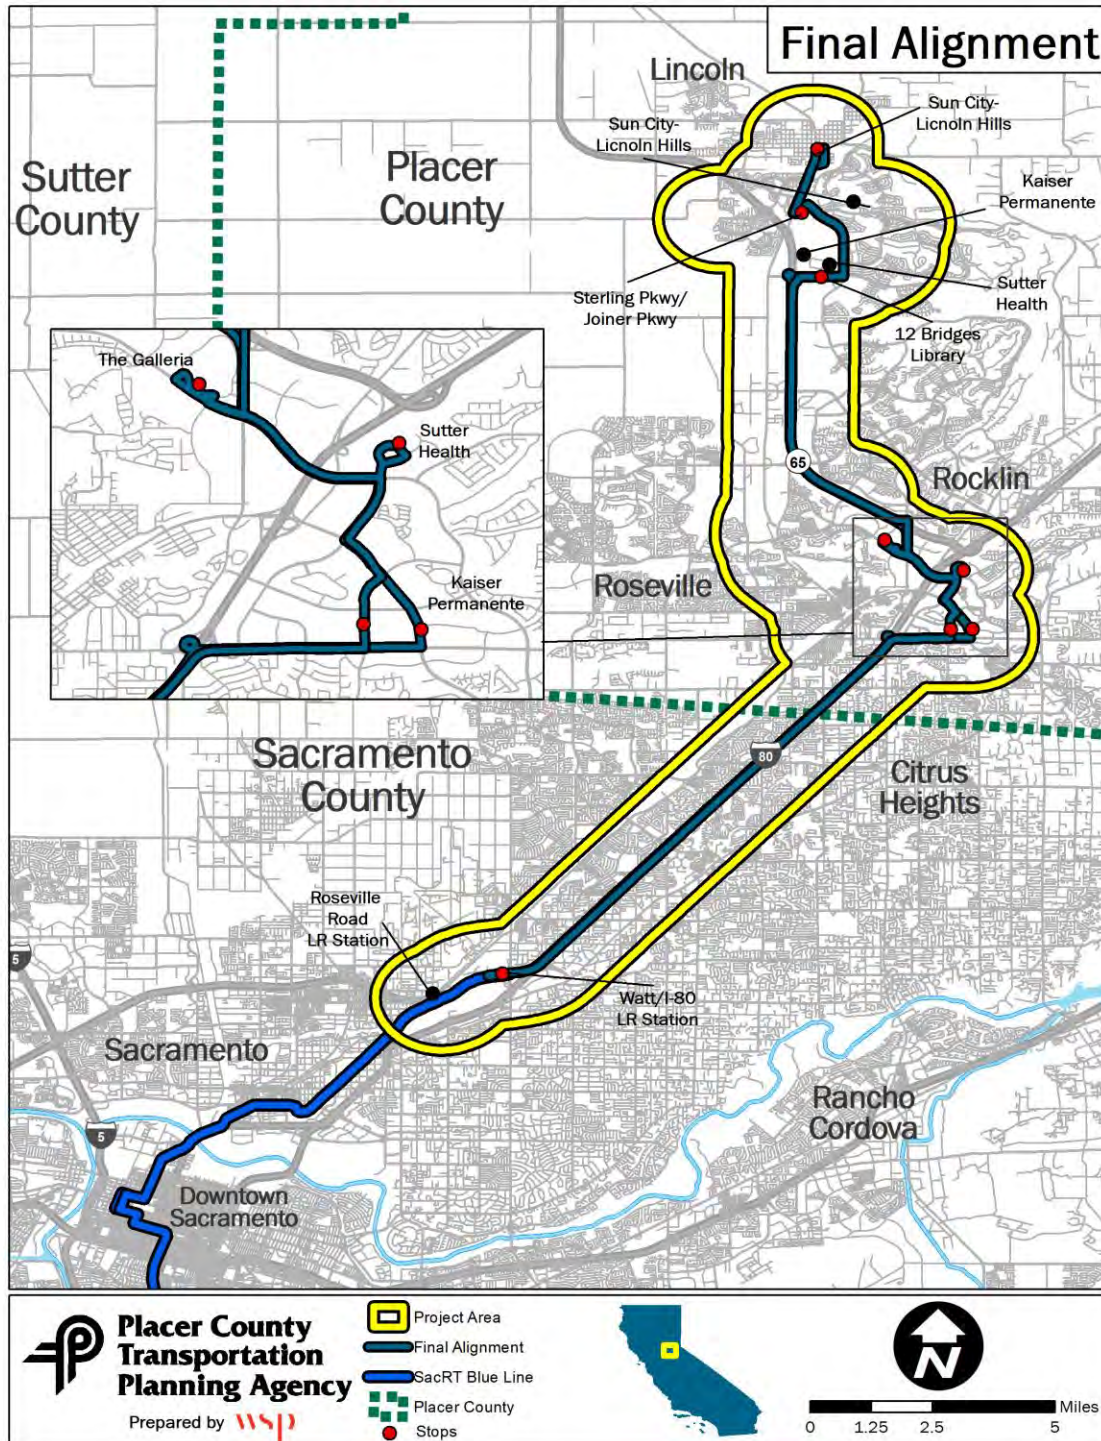 Final Alignment
Lincoln
Sun City-
Licnoln Hills
Sun City-
Licnoln Hills
Kaiser
Permanente
Sutter
County
Placer
County
Sterling Pkwy/
Joiner Pkwy
Sutter
Health
12 Bridges
Library
The Galleria
Sutter
Health
Kaiser
Permanente
65
Rocklin
Roseville
Sacramento
County
80
Citrus
Heights
Roseville
Road
LR Station
5
Watt/I-80
LR Station
Sacramento
Rancho
Cordova
5
Downtown
Sacramento
Placer County
Transportation
Planning Agency
Prepared by wsp
Project Area
Final Alignment
SacRT Blue Line
Placer County
Stops
N
Miles
0 1.25 2.5 5